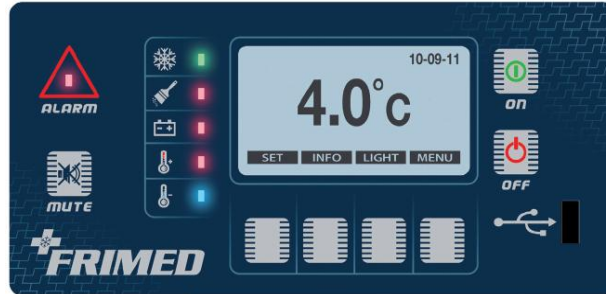 10-09-11
4.0°c
SET INFO LIGHT MENU
ALARM
MUTE
ON
OFF
FRIMED